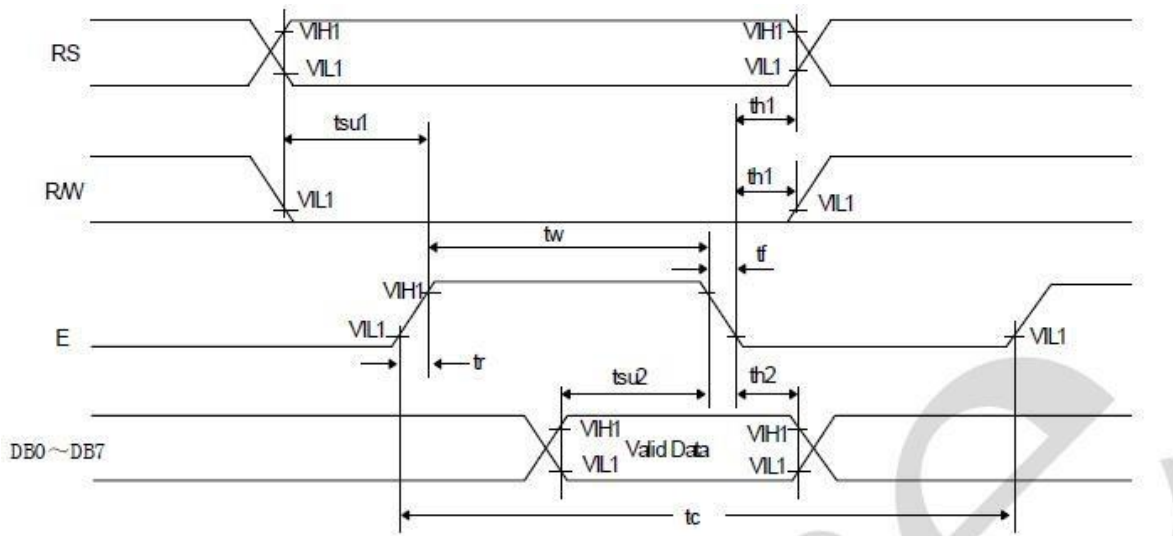 RS
VIH1
VIL1
VIH1
VIL1
tsu1
th1
R/W
VIL1
th1
VIL1
tw
tf
E
VIH1
VIL1
tr
VIL1
tsu2
th2
DB0～DB7
VIH1
VIL1
Valid Data
VIH1
VIL1
tc